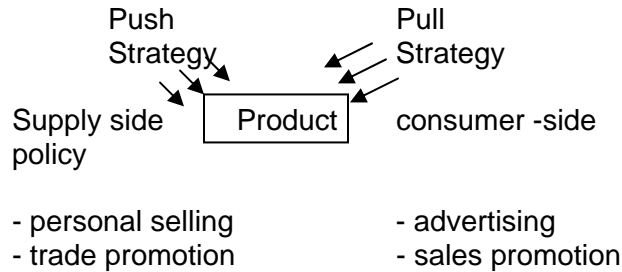 Push Strategy
Pull Strategy
Supply side policy
Product
consumer -side
- personal selling
- trade promotion
- advertising
- sales promotion